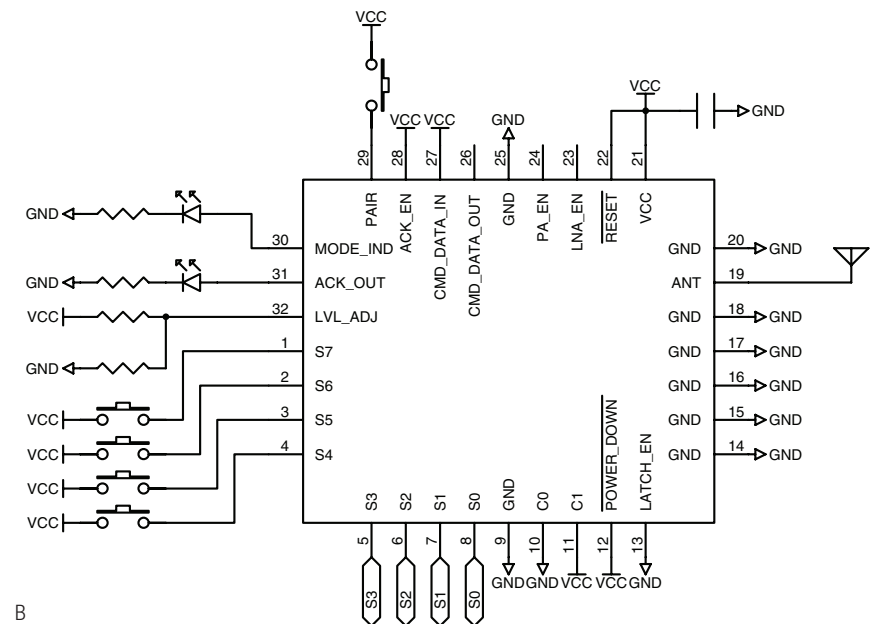 VCC
VCC VCC
GND
VCC
GND
29 28 27 26 25 24 23 22 21
PAIR ACK_EN CMD_DATA_IN CMD_DATA_OUT GND PA_EN LNA_EN RESET VCC
GND 30 MODE_IND
GND 31 ACK_OUT
VCC 32 LVL_ADJ
GND 1 S7
2 S6
VCC 3 S5
VCC 4 S4
VCC
VCC
GND 20 GND
ANT 19
GND 18 GND
GND 17 GND
GND 16 GND
GND 15 GND
GND 14 GND
S3 S2 S1 S0 GND C0 C1 POWER_DOWN LATCH_EN
5 6 7 8 9 10 11 12 13
GND GND VCC VCC GND
S3 S2 S1 S0
B